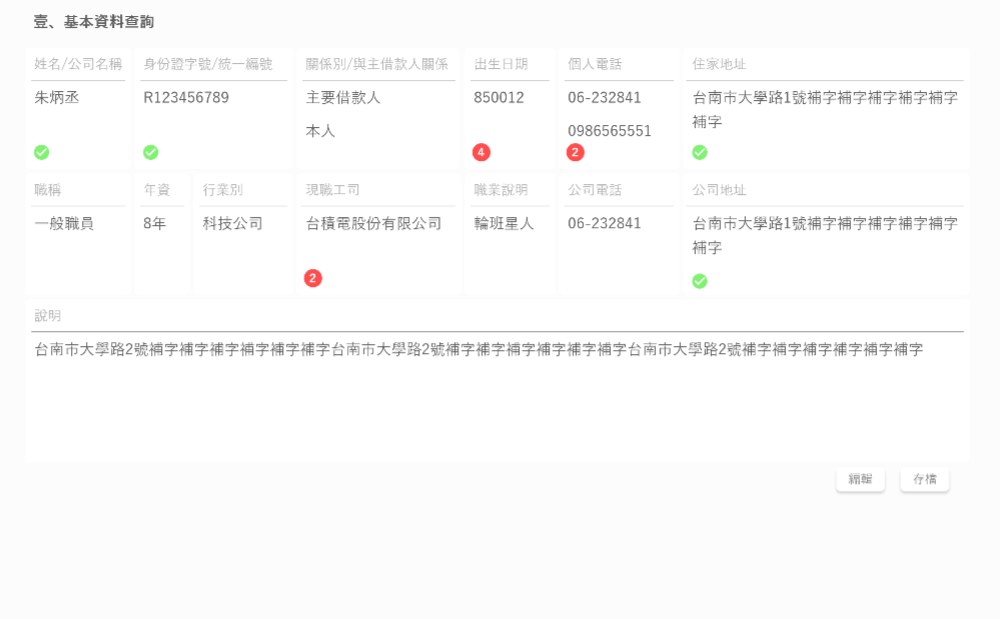 壹、基本資料查詢
姓名/公司名稱 身份證字號/統一編號 關係別/與主借款人關係 出生日期 個人電話 住家地址
朱炳丞 R123456789 主要借款人 850012 06-232841 台南市大學路1號補字補字補字補字補字
補字
本人 0986565551
4 2
職稱 年資 行業別 現職工司 職業說明 公司電話 公司地址
一般職員 8年 科技公司 台積電股份有限公司 輪班星人 06-232841 台南市大學路1號補字補字補字補字補字
補字
2
說明
台南市大學路2號補字補字補字補字補字補字台南市大學路2號補字補字補字補字補字補字台南市大學路2號補字補字補字補字補字補字
編輯 存檔